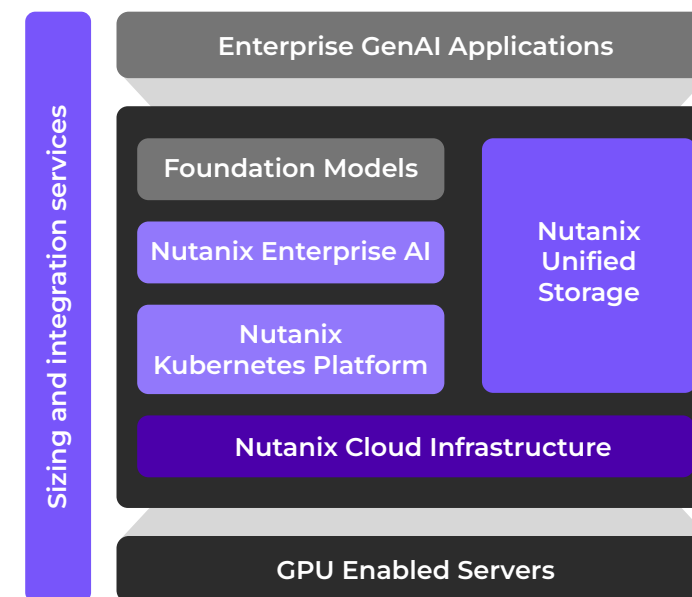 Sizing and integration services
Enterprise GenAI Applications
Foundation Models
Nutanix Enterprise AI
Nutanix
Kubernetes Platform
Nutanix
Unified
Storage
Nutanix Cloud Infrastructure
GPU Enabled Servers